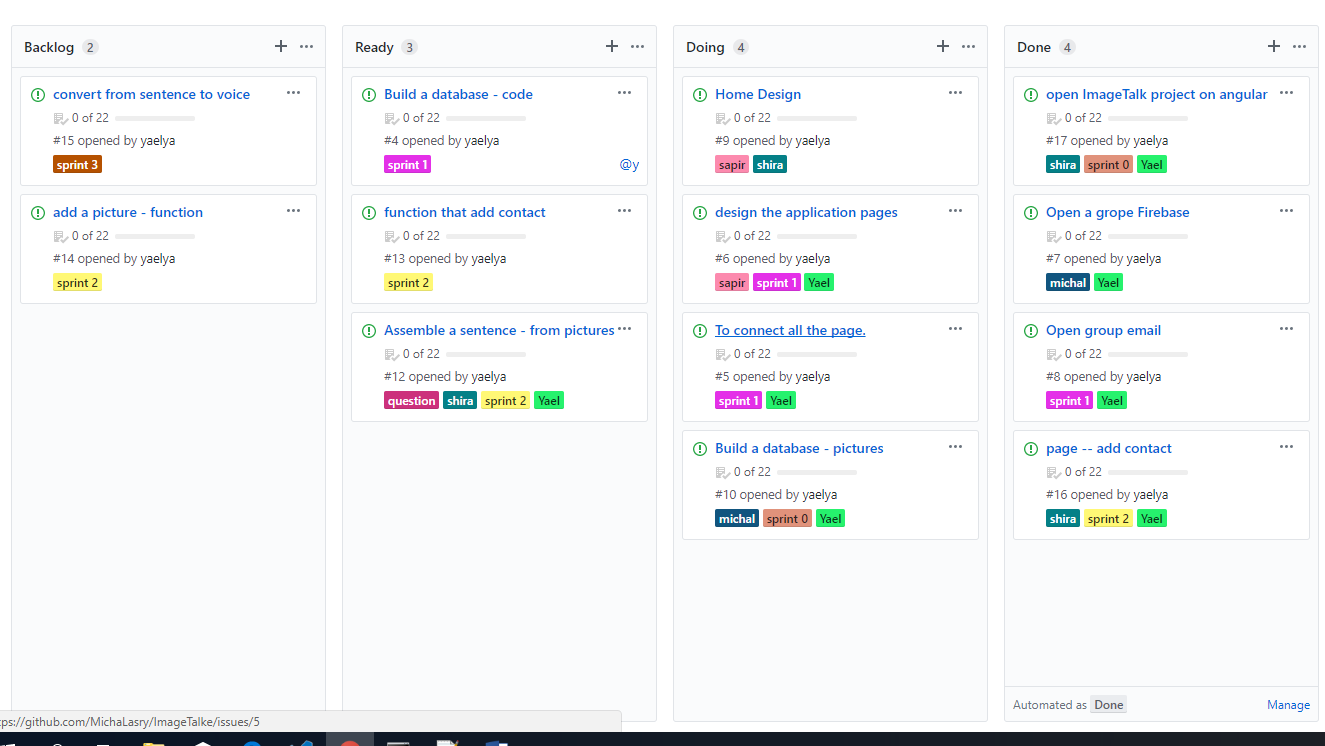 Backlog 2
convert from sentence to voice
0 of 22
#15 opened by yaelya
sprint 3
add a picture - function
0 of 22
#14 opened by yaelya
sprint 2
Ready 3
Build a database - code
0 of 22
#4 opened by yaelya
sprint 1
@y
function that add contact
0 of 22
#13 opened by yaelya
sprint 2
Assemble a sentence - from pictures
0 of 22
#12 opened by yaelya
question shira sprint 2 Yael
Doing 4
Home Design
0 of 22
#9 opened by yaelya
sapir shira
design the application pages
0 of 22
#6 opened by yaelya
sapir sprint 1 Yael
To connect all the page.
0 of 22
#5 opened by yaelya
sprint 1 Yael
Build a database - pictures
0 of 22
#10 opened by yaelya
michal sprint 0 Yael
Done 4
open ImageTalk project on angular
0 of 22
#17 opened by yaelya
shira sprint 0 Yael
Open a grope Firebase
0 of 22
#7 opened by yaelya
michal Yael
Open group email
0 of 22
#8 opened by yaelya
sprint 1 Yael
page -- add contact
0 of 22
#16 opened by yaelya
shira sprint 2 Yael
Automated as Done Manage
tps://github.com/MichaLasry/ImageTalke/issues/5